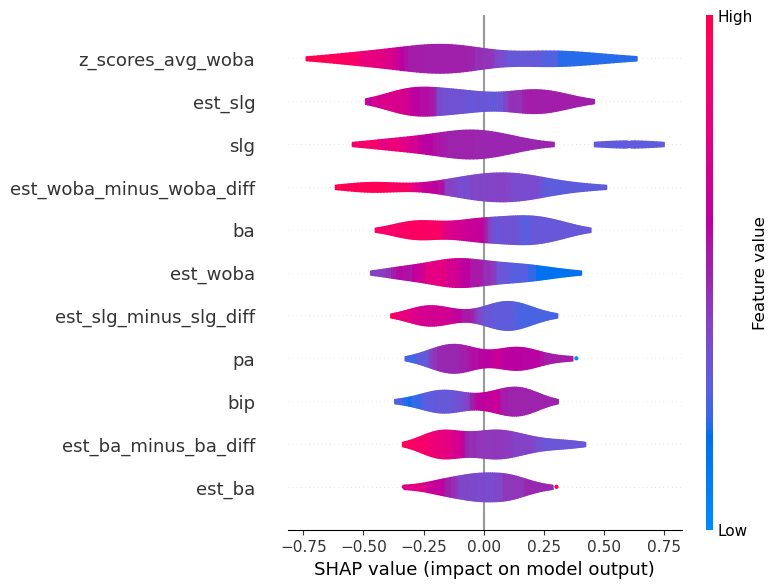 High
z_scores_avg_woba
est_slg
slg
est_woba_minus_woba_diff
ba
est_woba
est_slg_minus_slg_diff
pa
bip
est_ba_minus_ba_diff
est_ba
Feature value
Low
−0.75 −0.50 −0.25 0.00 0.25 0.50 0.75
SHAP value (impact on model output)